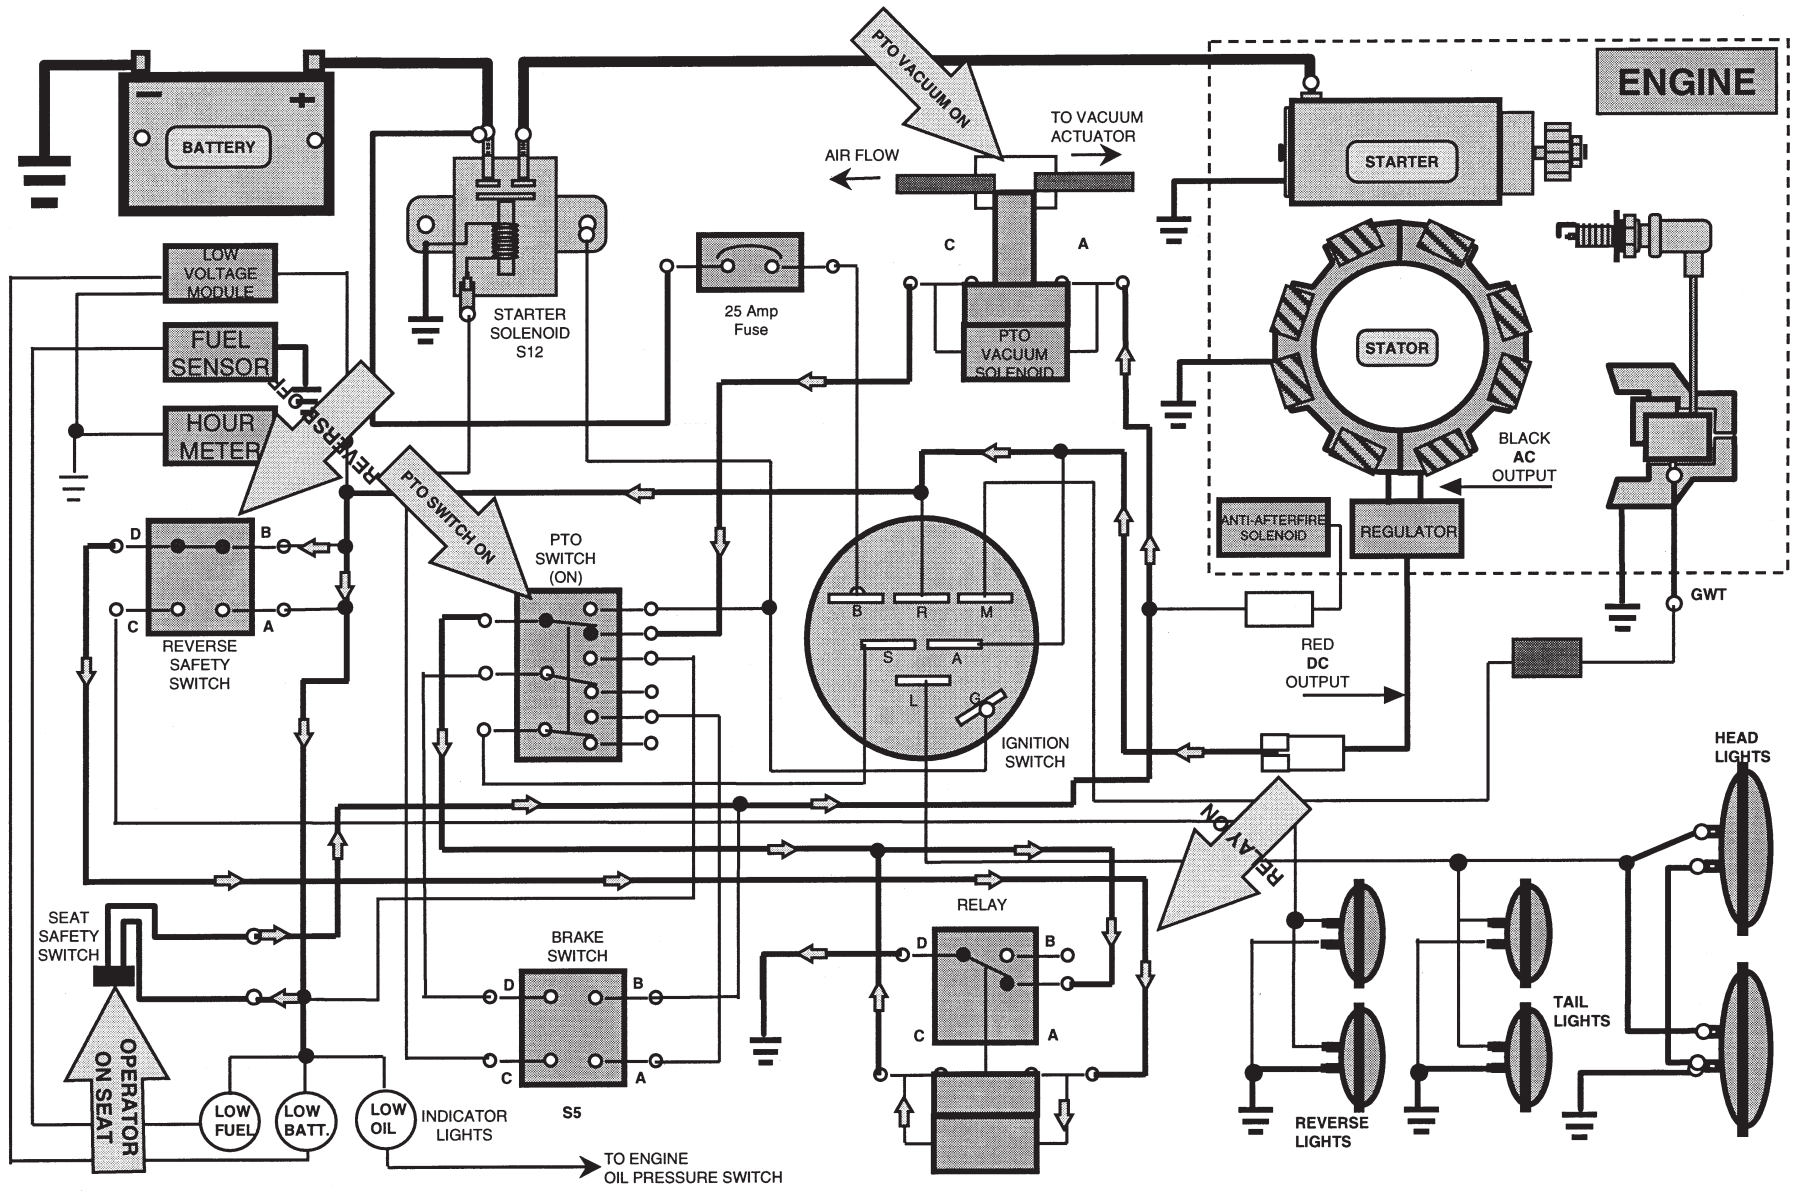 PTO VACUUM ON
ENGINE
TO VACUUM
ACTUATOR
AIR FLOW
BATTERY
STARTER
LOW
VOLTAGE
MODULE
C
A
STARTER
SOLENOID
S12
25 Amp
Fuse
FUEL
SENSOR
PTO
VACUUM
SOLENOID
STATOR
HOUR
METER
REVERSE
BLACK
AC
OUTPUT
PTO SWITCH ON
ANTI-AFTERFIRE
SOLENOID
REGULATOR
D
B
C
A
PTO
SWITCH
(ON)
REVERSE
SAFETY
SWITCH
B
R
M
S
A
L
G
IGNITION
SWITCH
GWT
RED
DC
OUTPUT
HEAD
LIGHTS
RELAY ON
SEAT
SAFETY
SWITCH
BRAKE
SWITCH
D
B
C
A
S5
RELAY
D
B
C
A
TAIL
LIGHTS
REVERSE
LIGHTS
OPERATOR
ON SEAT
LOW
FUEL
LOW
BATT.
LOW
OIL
INDICATOR
LIGHTS
TO ENGINE
OIL PRESSURE SWITCH